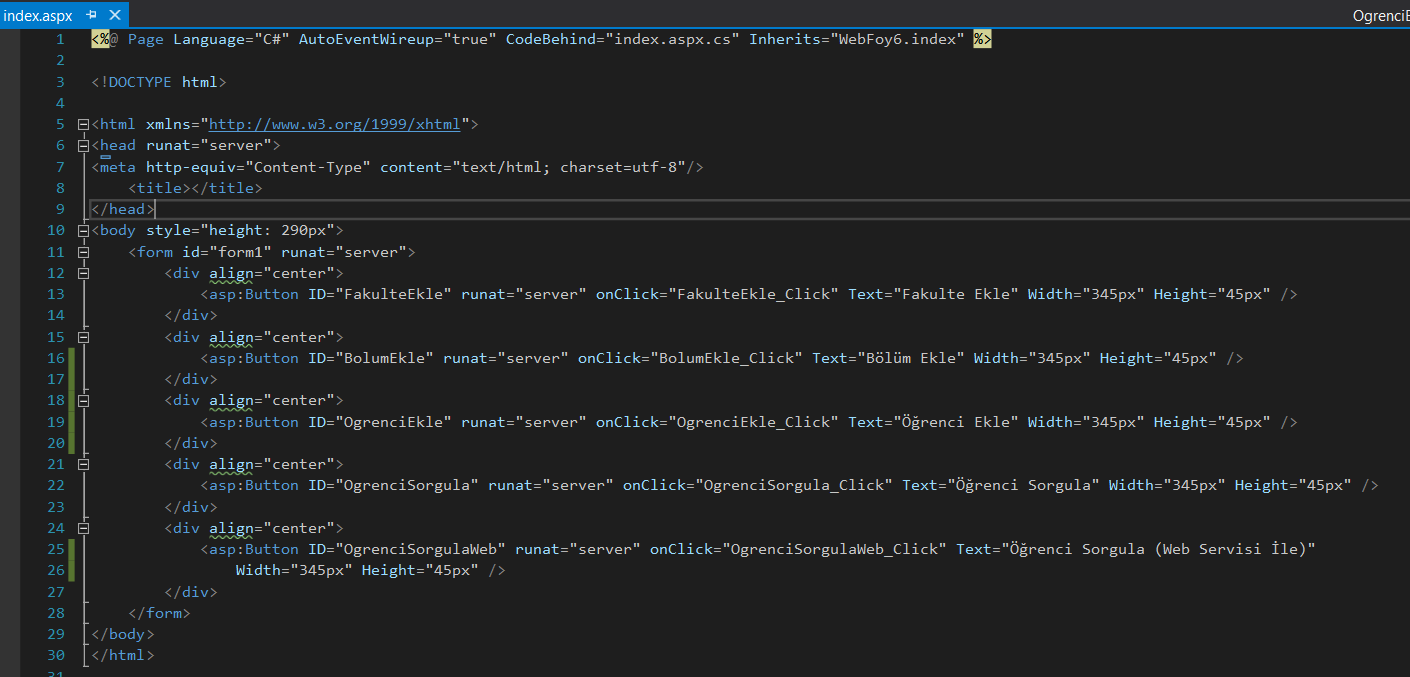 index.aspx
OgrenciE
1 <%@ Page Language="C#" AutoEventWireup="true" CodeBehind="index.aspx.cs" Inherits="WebFoy6.index" %>
2
3 <!DOCTYPE html>
4
5 <html xmlns="http://www.w3.org/1999/xhtml">
6 <head runat="server">
7 <meta http-equiv="Content-Type" content="text/html; charset=utf-8"/>
8 <title></title>
9 </head>
10 <body style="height: 290px">
11 <form id="form1" runat="server">
12 <div align="center">
13 <asp:Button ID="FakulteEkle" runat="server" onClick="FakulteEkle_Click" Text="Fakulte Ekle" Width="345px" Height="45px" />
14 </div>
15 <div align="center">
16 <asp:Button ID="BolumEkle" runat="server" onClick="BolumEkle_Click" Text="Bölüm Ekle" Width="345px" Height="45px" />
17 </div>
18 <div align="center">
19 <asp:Button ID="OgrenciEkle" runat="server" onClick="OgrenciEkle_Click" Text="Öğrenci Ekle" Width="345px" Height="45px" />
20 </div>
21 <div align="center">
22 <asp:Button ID="OgrenciSorgula" runat="server" onClick="OgrenciSorgula_Click" Text="Öğrenci Sorgula" Width="345px" Height="45px" />
23 </div>
24 <div align="center">
25 <asp:Button ID="OgrenciSorgulaWeb" runat="server" onClick="OgrenciSorgulaWeb_Click" Text="Öğrenci Sorgula (Web Servisi İle)"
26 Width="345px" Height="45px" />
27 </div>
28 </form>
29 </body>
30 </html>
31